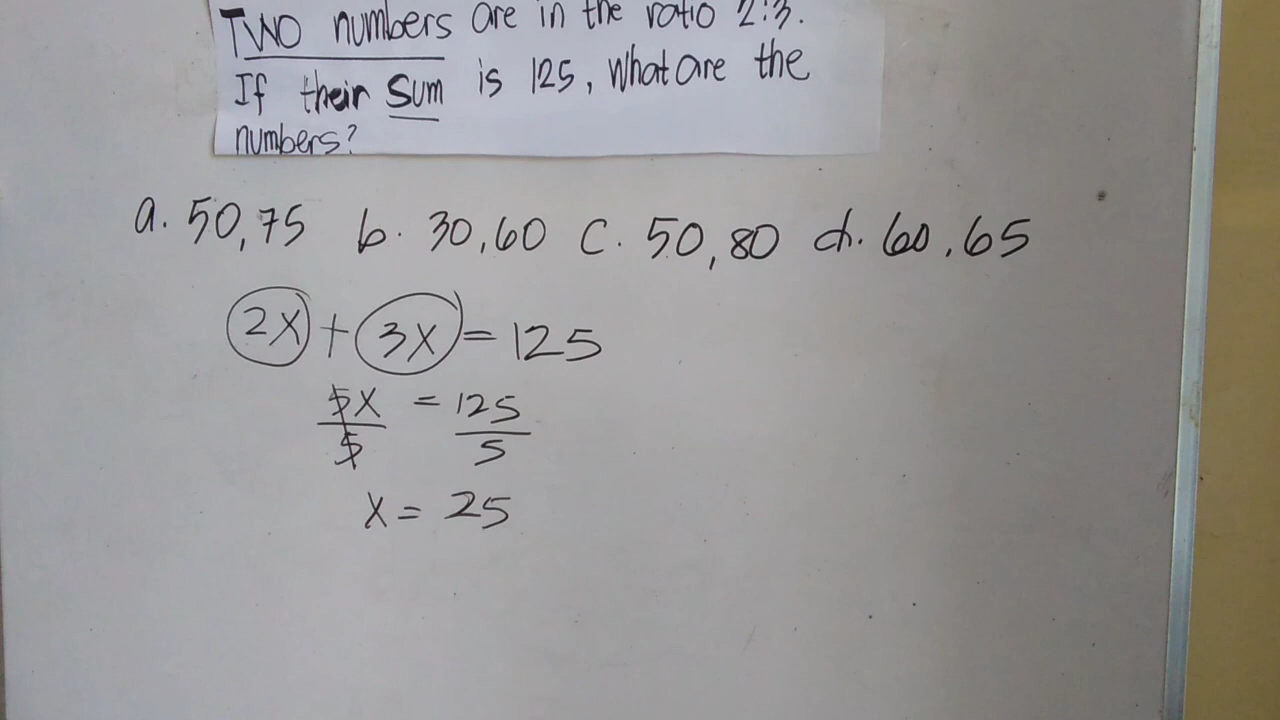 TWO numbers are in the ratio 2:3.
If their sum is 125, what are the
numbers?
a. 50,75 b. 30,60 c. 50,80 d. 60,65
2x + 3x = 125
5x/5 = 125/5
x = 25